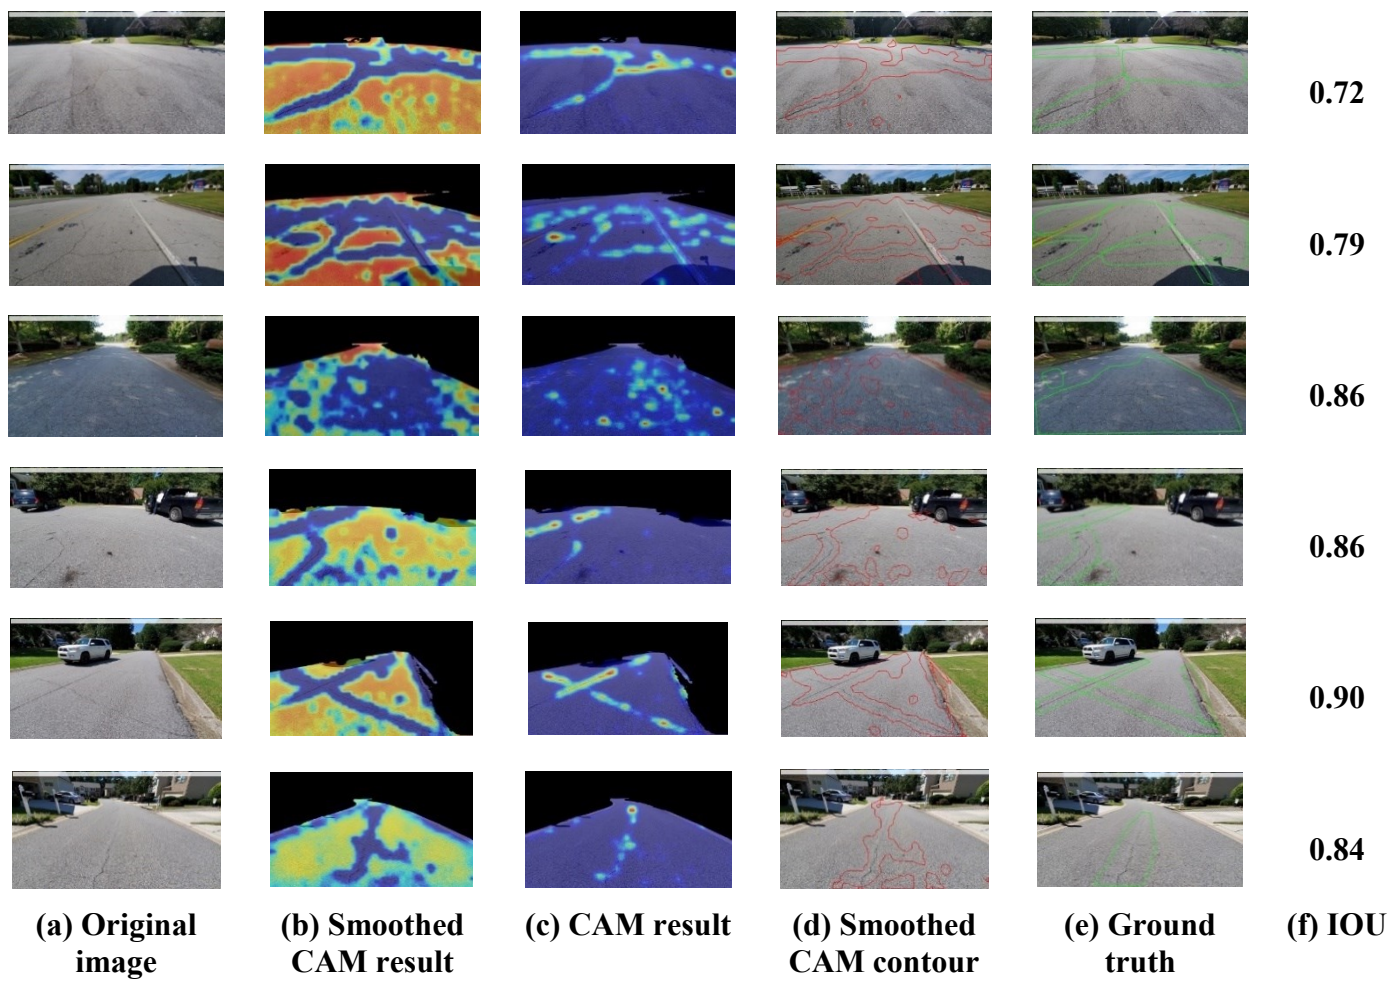 0.72
0.79
0.86
0.86
0.90
0.84
(a) Original
image
(b) Smoothed
CAM result
(c) CAM result
(d) Smoothed
CAM contour
(e) Ground
truth
(f) IOU